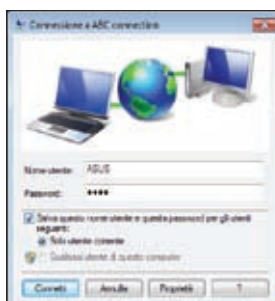 Connessione a ABC connection
Nome utente: ASUS
Password: ••••
Salva questo nome utente e questa password per gli utenti
seguenti:
Solo utente corrente
Qualsiasi utente di questo computer
Connetti Annulla Proprietà ?